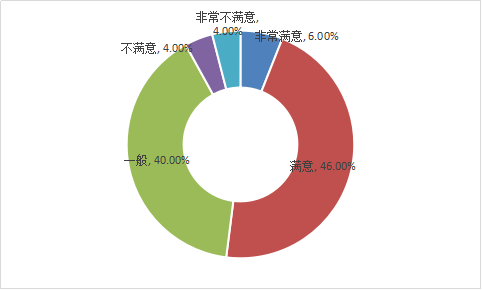 非常不满意,
4.00%
非常满意, 6.00%
不满意, 4.00%
一般, 40.00%
满意, 46.00%